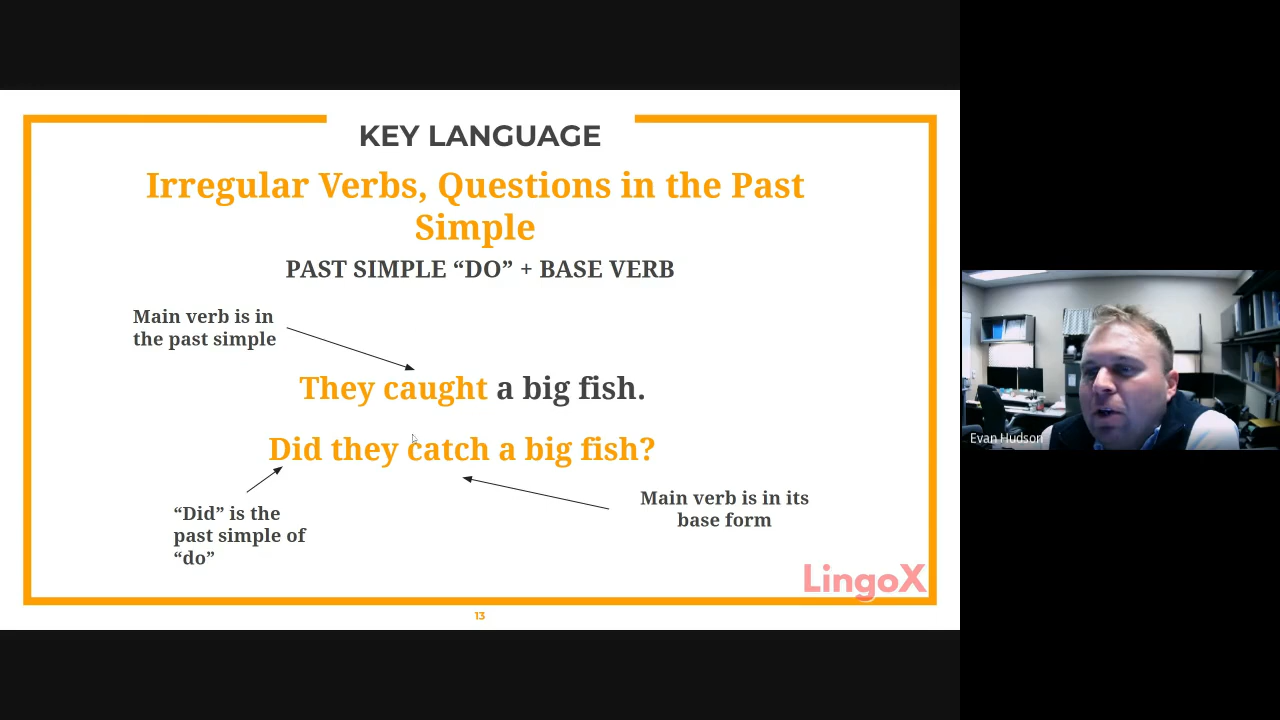 KEY LANGUAGE
Irregular Verbs, Questions in the Past
Simple
PAST SIMPLE “DO” + BASE VERB
Main verb is in
the past simple
They caught a big fish.
Did they catch a big fish?
“Did” is the
past simple of
“do”
Main verb is in its
base form
LingoX
13
Evan Hudson